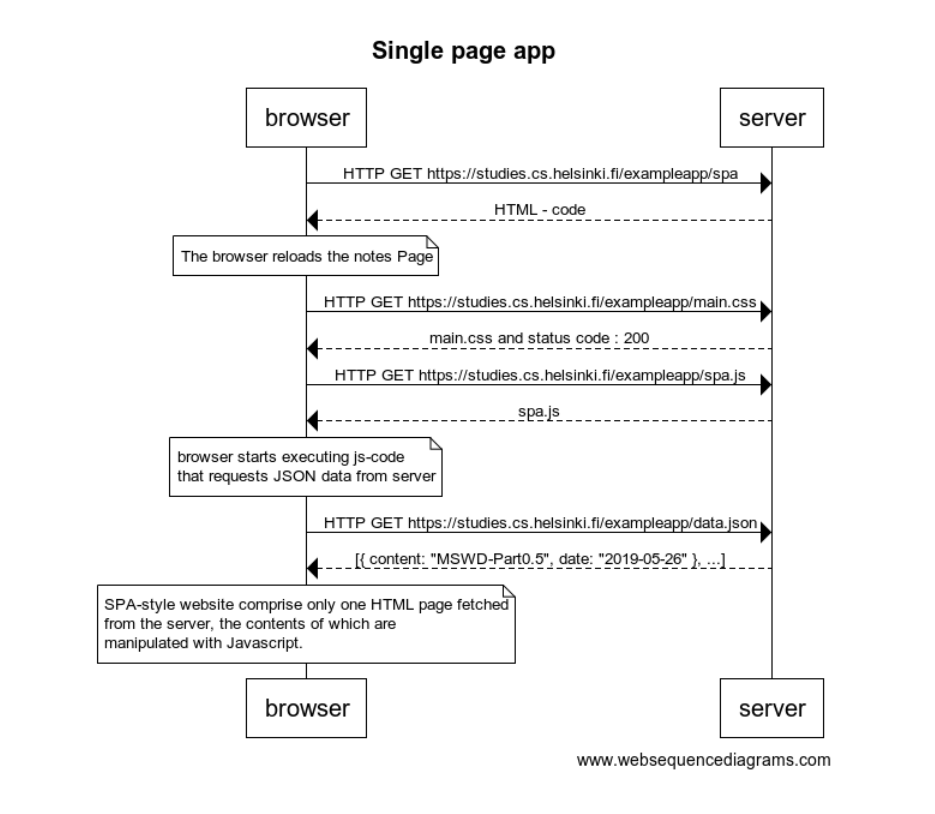 Single page app
browser
server
HTTP GET https://studies.cs.helsinki.fi/exampleapp/spa
HTML - code
The browser reloads the notes Page
HTTP GET https://studies.cs.helsinki.fi/exampleapp/main.css
main.css and status code : 200
HTTP GET https://studies.cs.helsinki.fi/exampleapp/spa.js
spa.js
browser starts executing js-code
that requests JSON data from server
HTTP GET https://studies.cs.helsinki.fi/exampleapp/data.json
[{ content: "MSWD-Part0.5", date: "2019-05-26" }, ...]
SPA-style website comprise only one HTML page fetched
from the server, the contents of which are
manipulated with Javascript.
browser
server
www.websequencediagrams.com